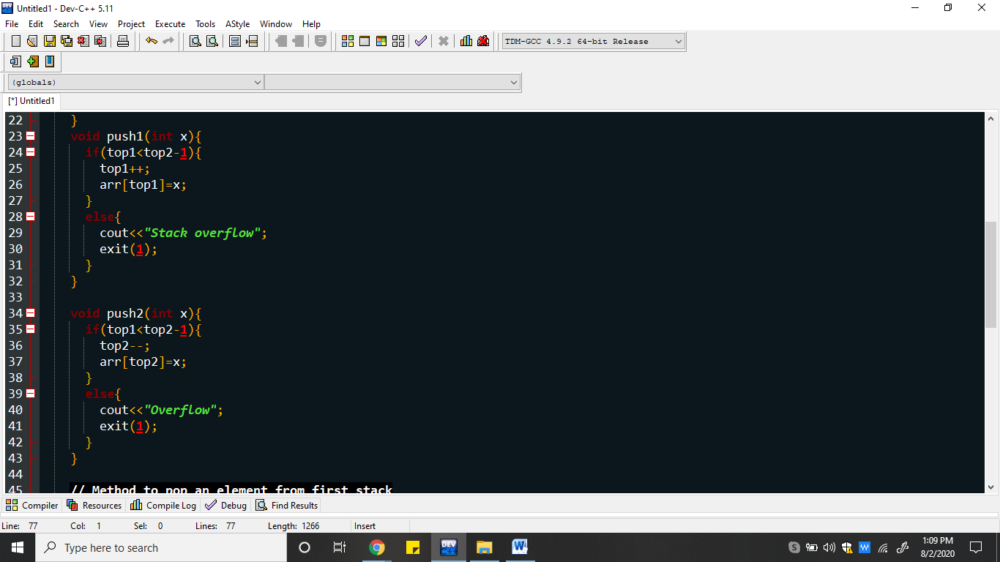 Untitled1 - Dev-C++ 5.11
File Edit Search View Project Execute Tools AStyle Window Help
TDM-GCC 4.9.2 64-bit Release
(globals)
[*] Untitled1
22 }
23 void push1(int x){
24 if(top1<top2-1){
25 top1++;
26 arr[top1]=x;
27 }
28 else{
29 cout<<"Stack overflow";
30 exit(1);
31 }
32 }
33
34 void push2(int x){
35 if(top1<top2-1){
36 top2--;
37 arr[top2]=x;
38 }
39 else{
40 cout<<"Overflow";
41 exit(1);
42 }
43 }
44
45 // Method to pop an element from first stack
Compiler Resources Compile Log Debug Find Results
Line: 77 Col: 1 Sel: 0 Lines: 77 Length: 1266 Insert
Type here to search
DEV C++
W
S
W
1:09 PM
8/2/2020